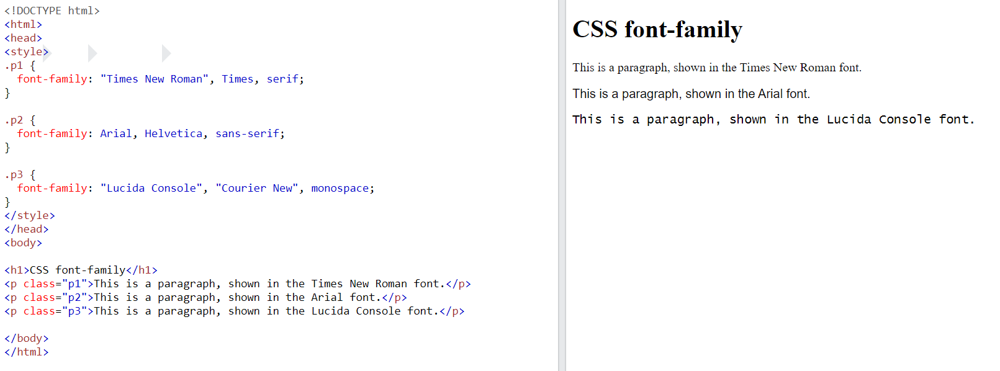 <!DOCTYPE html>
<html>
<head>
<style>
.p1 {
  font-family: "Times New Roman", Times, serif;
}

.p2 {
  font-family: Arial, Helvetica, sans-serif;
}

.p3 {
  font-family: "Lucida Console", "Courier New", monospace;
}
</style>
</head>
<body>

<h1>CSS font-family</h1>
<p class="p1">This is a paragraph, shown in the Times New Roman font.</p>
<p class="p2">This is a paragraph, shown in the Arial font.</p>
<p class="p3">This is a paragraph, shown in the Lucida Console font.</p>

</body>
</html>
CSS font-family
This is a paragraph, shown in the Times New Roman font.
This is a paragraph, shown in the Arial font.
This is a paragraph, shown in the Lucida Console font.